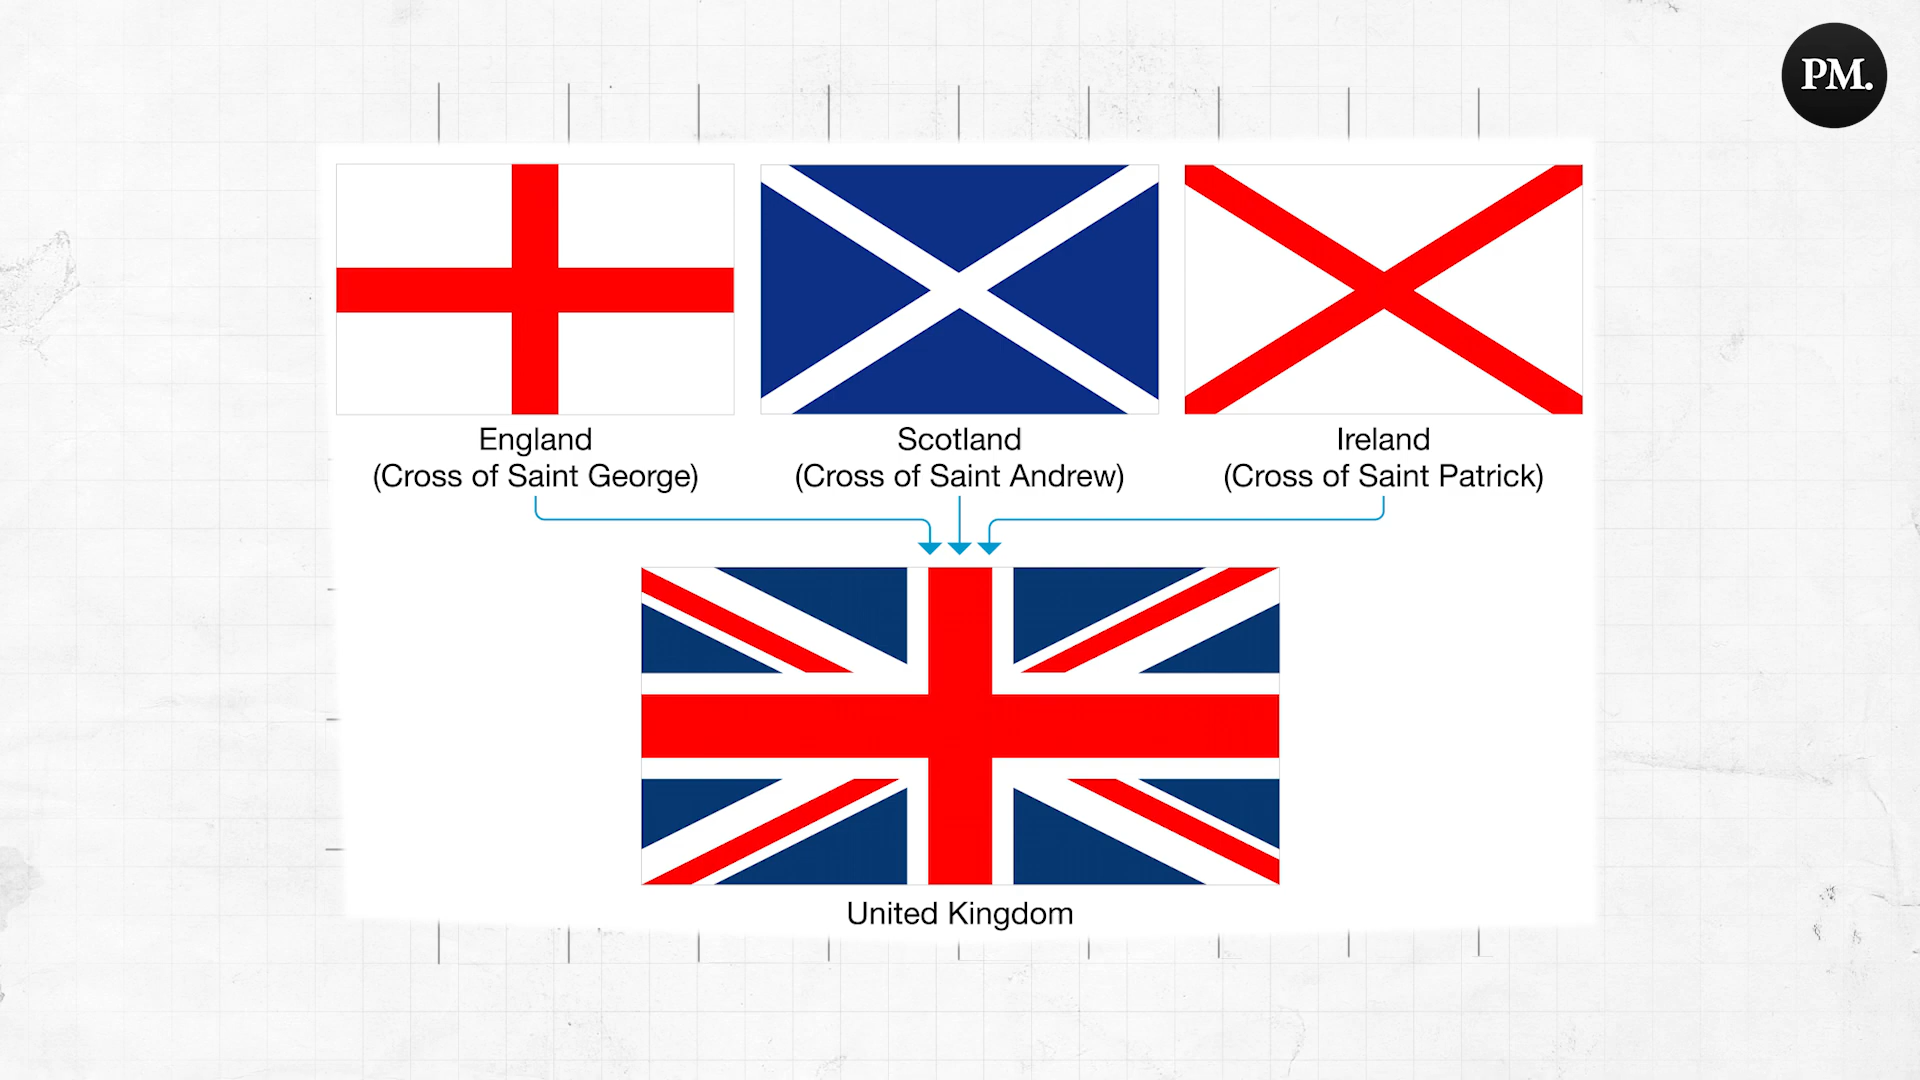 PM.
England
(Cross of Saint George)
Scotland
(Cross of Saint Andrew)
Ireland
(Cross of Saint Patrick)
United Kingdom